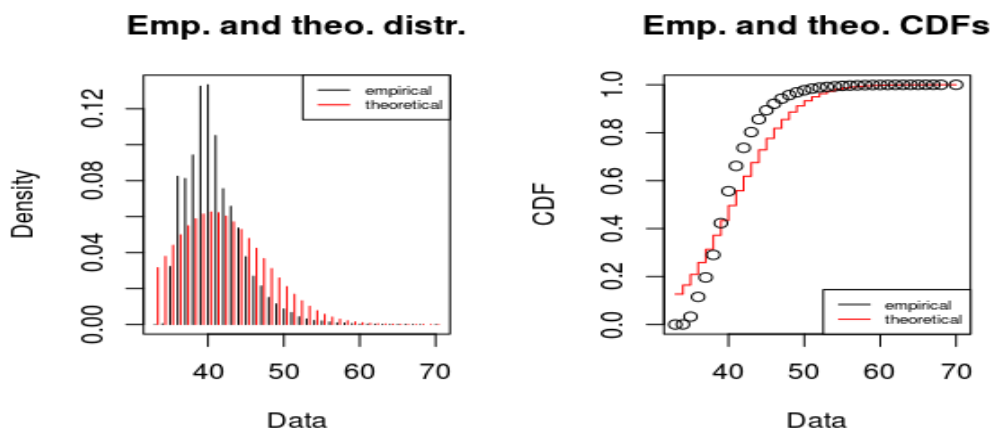 Emp. and theo. distr.
Density
0.00 0.04 0.08 0.12
empirical
theoretical
40 50 60 70
Data
Emp. and theo. CDFs
CDF
0.0 0.2 0.4 0.6 0.8 1.0
empirical
theoretical
40 50 60 70
Data